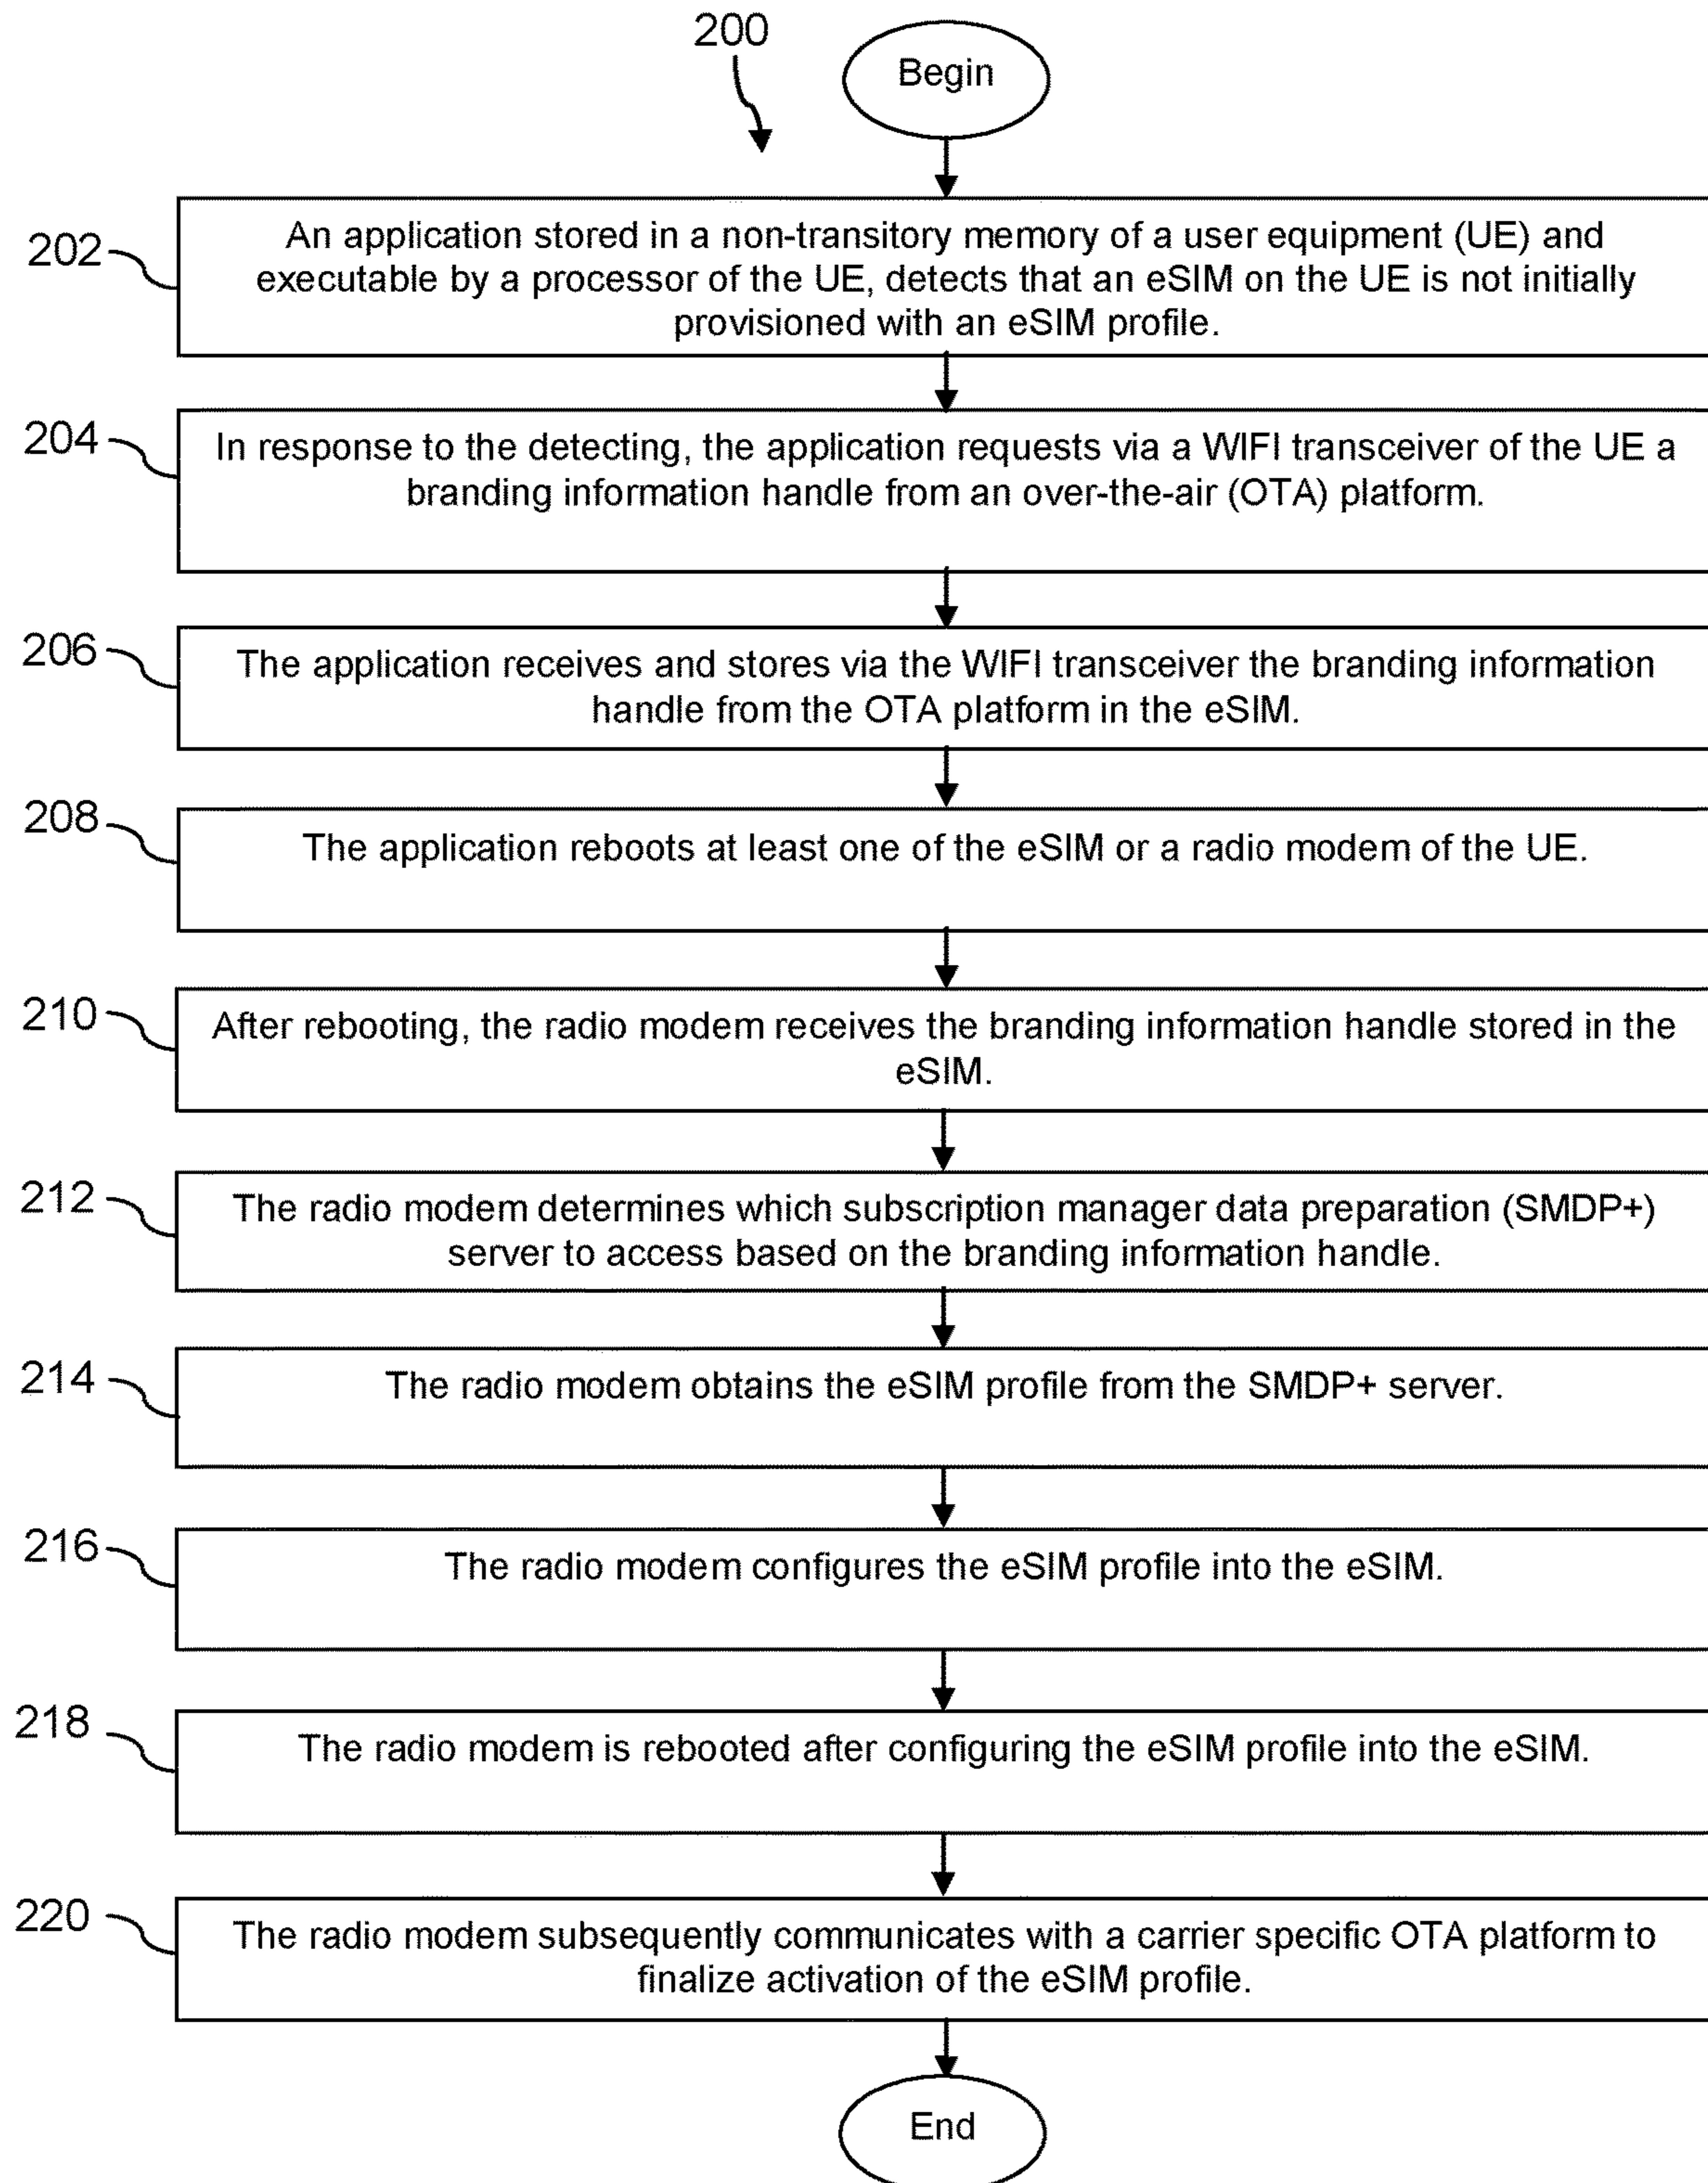 200
Begin
202
An application stored in a non-transitory memory of a user equipment (UE) and
executable by a processor of the UE, detects that an eSIM on the UE is not initially
provisioned with an eSIM profile.
204
In response to the detecting, the application requests via a WIFI transceiver of the UE a
branding information handle from an over-the-air (OTA) platform.
206
The application receives and stores via the WIFI transceiver the branding information
handle from the OTA platform in the eSIM.
208
The application reboots at least one of the eSIM or a radio modem of the UE.
210
After rebooting, the radio modem receives the branding information handle stored in the
eSIM.
212
The radio modem determines which subscription manager data preparation (SMDP+)
server to access based on the branding information handle.
214
The radio modem obtains the eSIM profile from the SMDP+ server.
216
The radio modem configures the eSIM profile into the eSIM.
218
The radio modem is rebooted after configuring the eSIM profile into the eSIM.
220
The radio modem subsequently communicates with a carrier specific OTA platform to
finalize activation of the eSIM profile.
End